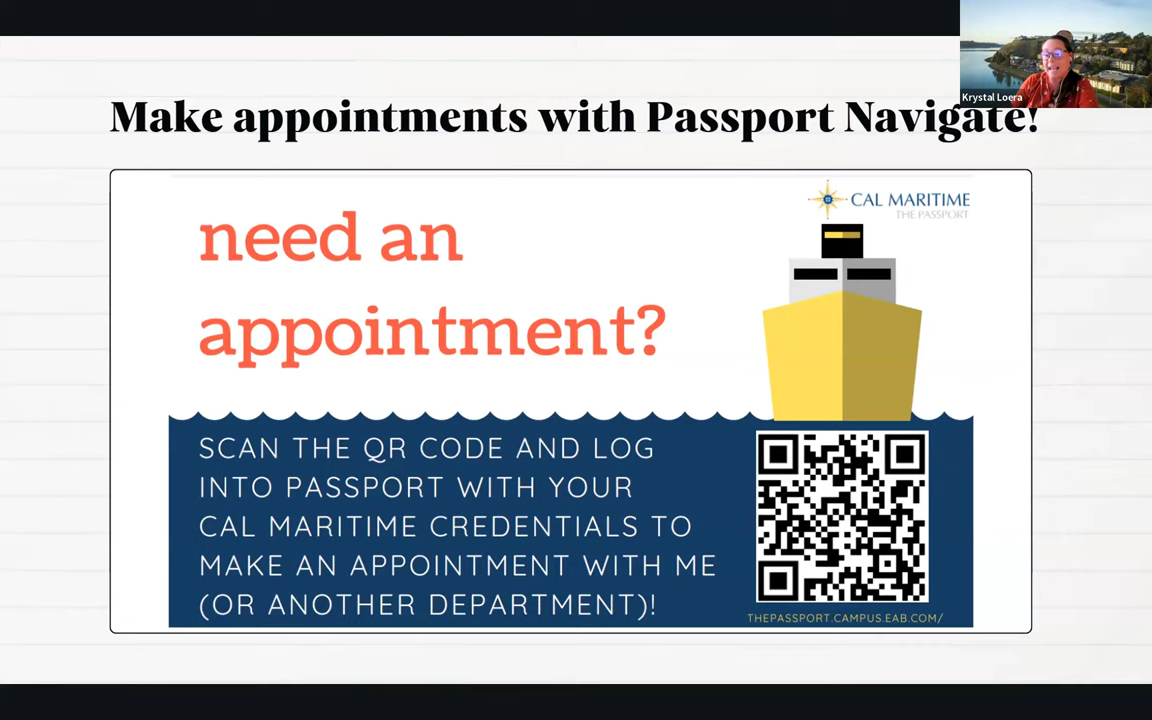 Krystal Loera
Make appointments with Passport Navigate!
CAL MARITIME
THE PASSPORT
need an
appointment?
SCAN THE QR CODE AND LOG
INTO PASSPORT WITH YOUR
CAL MARITIME CREDENTIALS TO
MAKE AN APPOINTMENT WITH ME
(OR ANOTHER DEPARTMENT)!
THEPASSPORT.CAMPUS.EAB.COM/